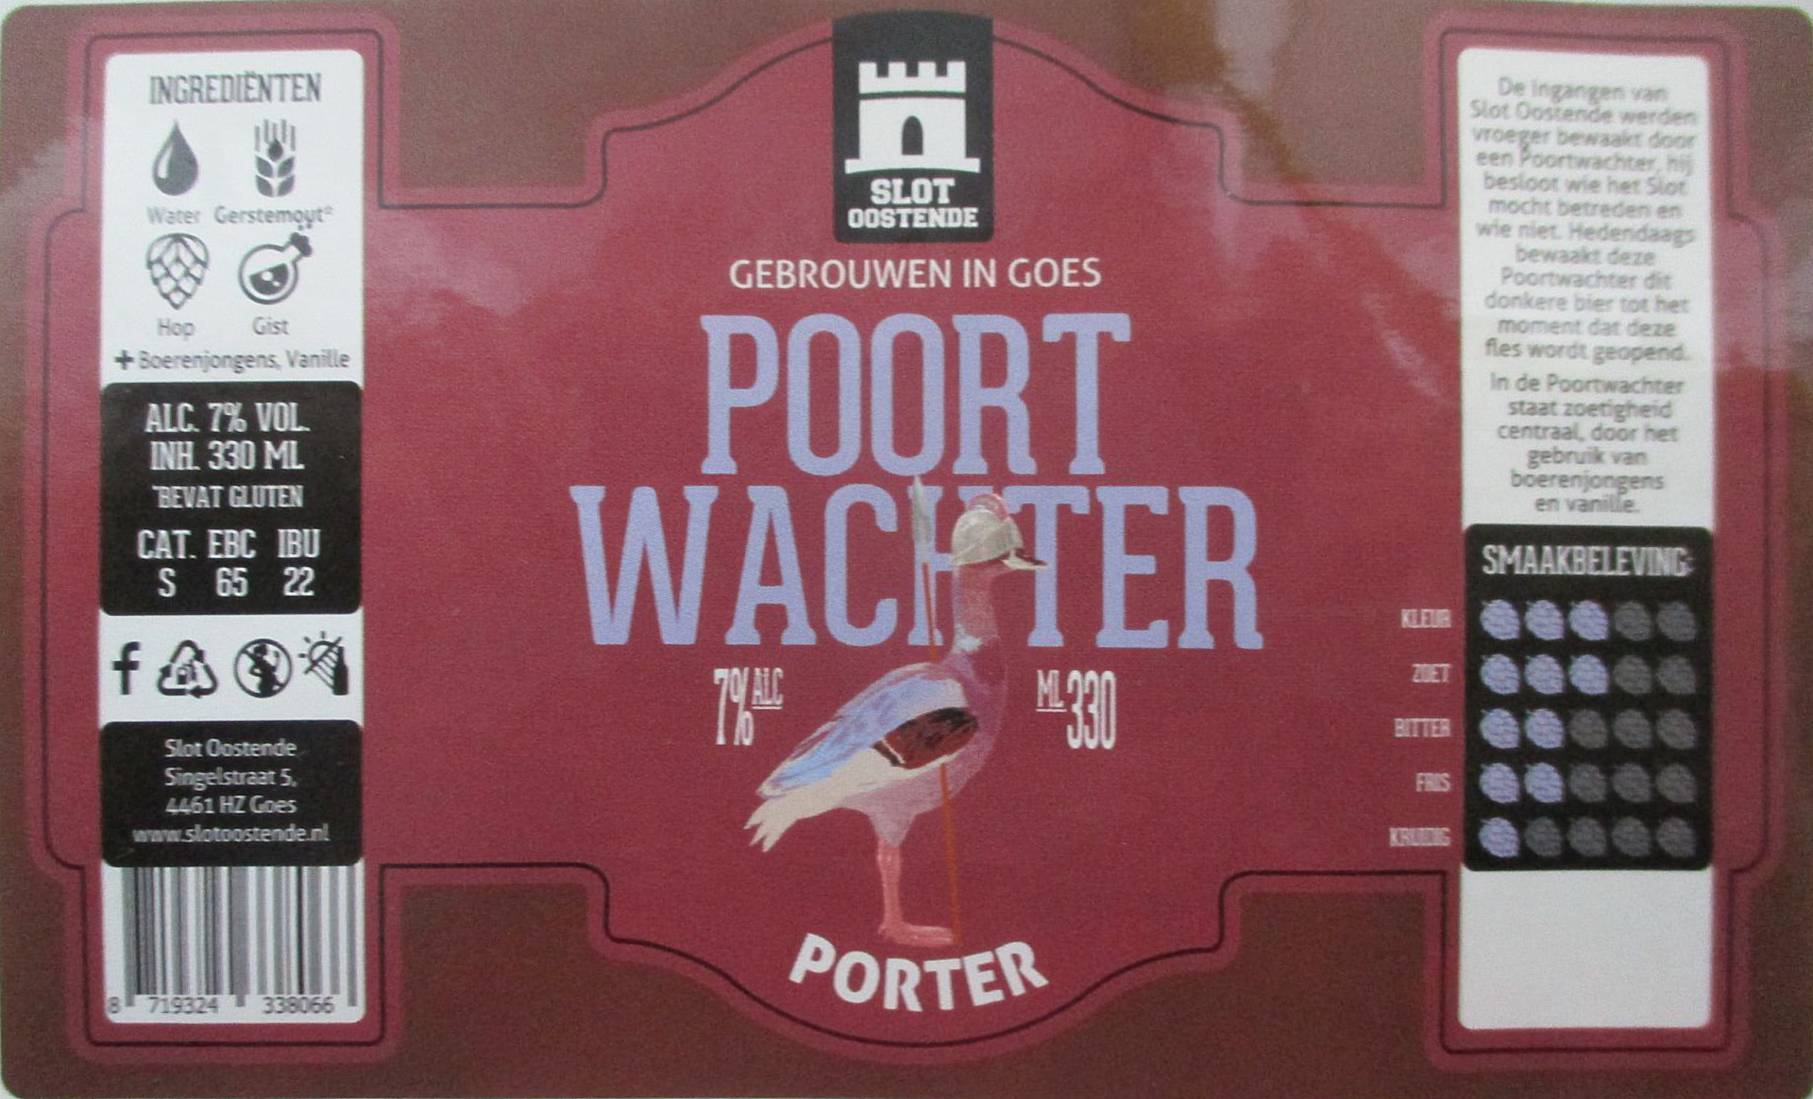 INGREDIËNTEN
Water Gerstemout*
Hop Gist
+ Boerenjongens, Vanille
ALC. 7% VOL.
INH. 330 ML
*BEVAT GLUTEN
CAT. EBC IBU
S 65 22
Slot Oostende
Singelstraat 5,
4461 HZ Goes
www.slotoostende.nl
8 719324 338066
SLOT
OOSTENDE
GEBROUWEN IN GOES
POORT
WACHTER
7% ALC
ML 330
PORTER
De Ingangen van
Slot Oostende werden
vroeger bewaakt door
een Poortwachter, hij
besloot wie het Slot
mocht betreden en
wie niet. Hedendaags
bewaakt deze
Poortwachter dit
donkere bier tot het
moment dat deze
fles wordt geopend.
In de Poortwachter
staat zoetigheid
centraal, door het
gebruik van
boerenjongens
en vanille.
SMAAKBELEVING:
KLEUR
ZOET
BITTER
FRIS
KRUIDIG